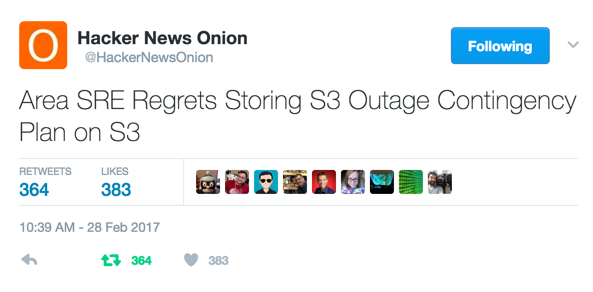 O
Hacker News Onion
@HackerNewsOnion
Following
Area SRE Regrets Storing S3 Outage Contingency
Plan on S3
RETWEETS
364
LIKES
383
10:39 AM - 28 Feb 2017
364
383